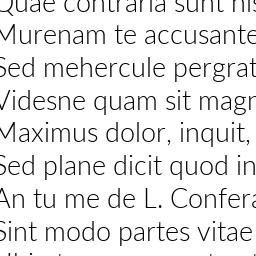 Quae contraria sunt his
Murenam te accusante
Sed mehercule pergrat
Videsne quam sit magn
Maximus dolor, inquit,
Sed plane dicit quod in
An tu me de L. Confera
Sint modo partes vitae